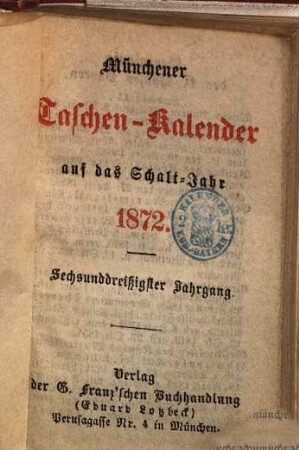 Münchener
Taschen-Kalender
auf das Schalt-Jahr
1872.
Sechsunddreißigster Jahrgang.
Verlag
der G. Franz'schen Buchhandlung
(Eduard Lotzbeck)
Perusagasse Nr. 4 in München.